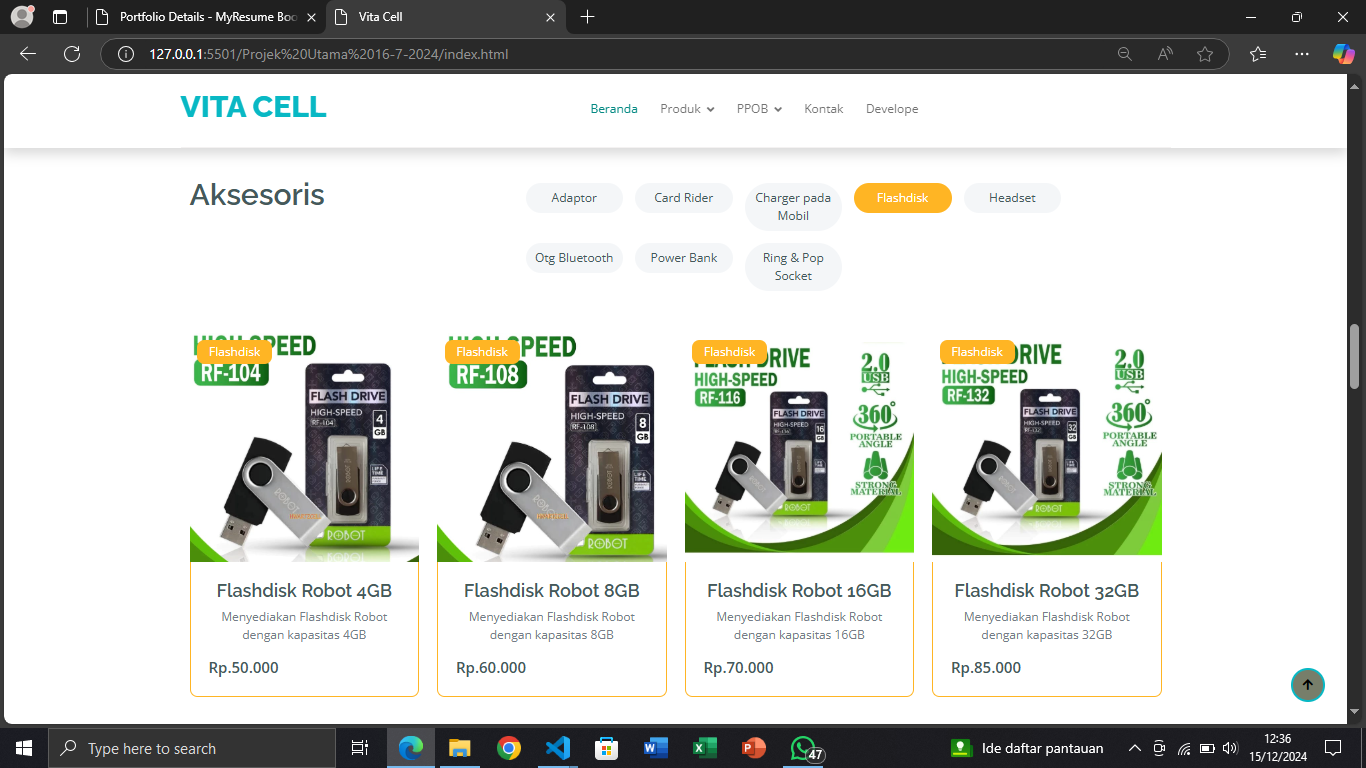 Portfolio Details - MyResume Boo
Vita Cell
127.0.0.1:5501/Projek%20Utama%2016-7-2024/index.html
VITA CELL
Beranda
Produk
PPOB
Kontak
Develope
Aksesoris
Adaptor
Card Rider
Charger pada
Mobil
Flashdisk
Headset
Otg Bluetooth
Power Bank
Ring & Pop
Socket
Flashdisk
RF-104
FLASH DRIVE
HIGH-SPEED
RF-104
4
GB
LIFE
TIME
ROBOT
Flashdisk Robot 4GB
Menyediakan Flashdisk Robot
dengan kapasitas 4GB
Rp.50.000
Flashdisk
RF-108
FLASH DRIVE
HIGH-SPEED
RF-108
8
GB
LIFE
TIME
ROBOT
Flashdisk Robot 8GB
Menyediakan Flashdisk Robot
dengan kapasitas 8GB
Rp.60.000
Flashdisk
FLASH DRIVE
HIGH-SPEED
RF-116
2.0
USB
360°
PORTABLE
ANGLE
STRONG
MATERIAL
FLASH DRIVE
HIGH-SPEED
16
GB
ROBOT
Flashdisk Robot 16GB
Menyediakan Flashdisk Robot
dengan kapasitas 16GB
Rp.70.000
Flashdisk
DRIVE
HIGH-SPEED
RF-132
2.0
USB
360°
PORTABLE
ANGLE
STRONG
MATERIAL
FLASH DRIVE
HIGH-SPEED
32
GB
ROBOT
Flashdisk Robot 32GB
Menyediakan Flashdisk Robot
dengan kapasitas 32GB
Rp.85.000
Type here to search
47
Ide daftar pantauan
12:36
15/12/2024